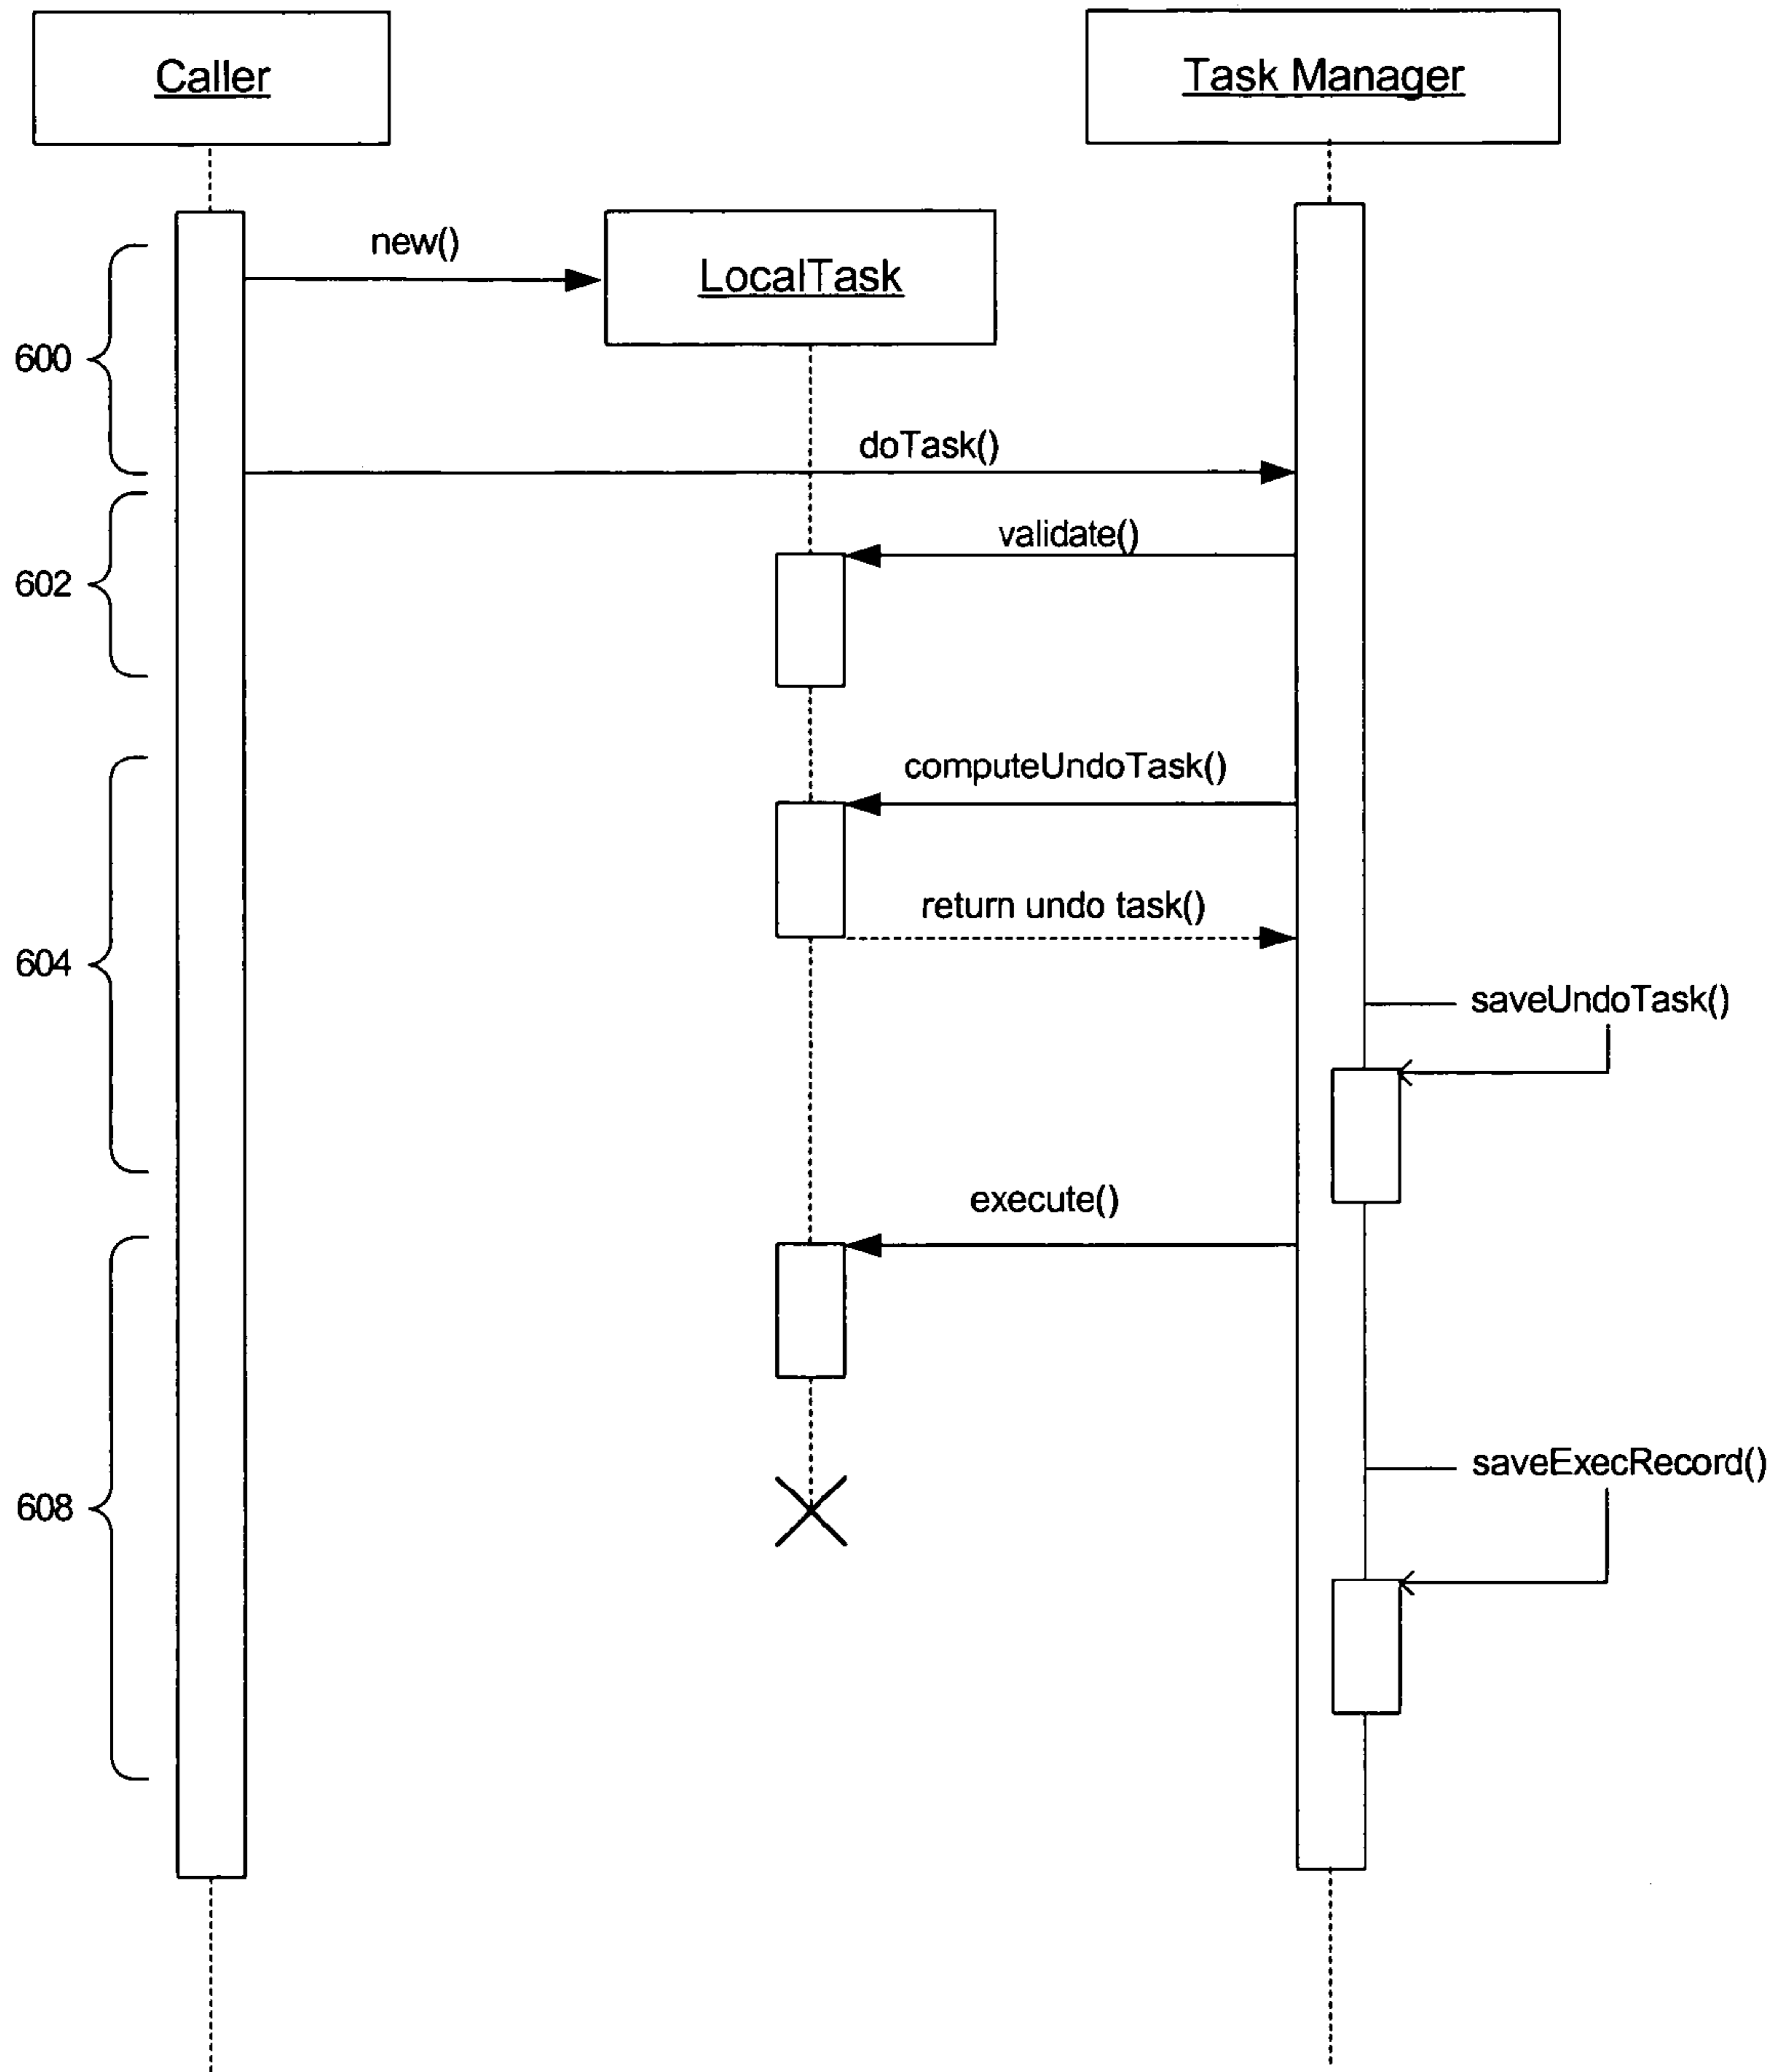 Caller
Task Manager
new()
LocalTask
600
doTask()
validate()
602
computeUndoTask()
return undo task()
604
saveUndoTask()
execute()
saveExecRecord()
608